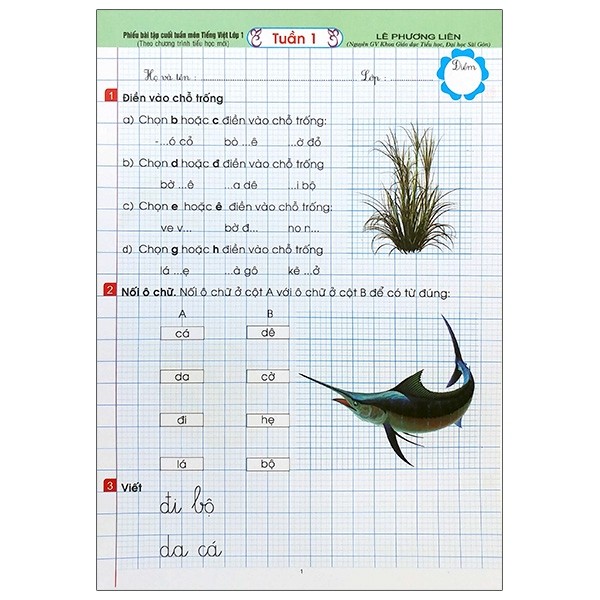 Phiếu bài tập cuối tuần môn Tiếng Việt Lớp 1
(Theo chương trình tiểu học mới)
Tuần 1
LÊ PHƯƠNG LIÊN
(Nguyên GV Khoa Giáo dục Tiểu học, Đại học Sài Gòn)
Họ và tên : Lớp : Điểm
1 Điền vào chỗ trống
a) Chọn b hoặc c điền vào chỗ trống:
-...ó cỏ bò ...ê ...ờ đỏ
b) Chọn d hoặc đ điền vào chỗ trống
bờ ...ê ...a dê ...i bộ
c) Chọn e hoặc ê điền vào chỗ trống:
ve v... bờ đ... no n...
d) Chọn g hoặc h điền vào chỗ trống
lá ...ẹ ...à gô kẽ ...ở
2 Nối ô chữ. Nối ô chữ ở cột A với ô chữ ở cột B để có từ đúng:
A B
cá dê
da cờ
đi hẹ
lá bộ
3 Viết
đi bộ
da cá
1